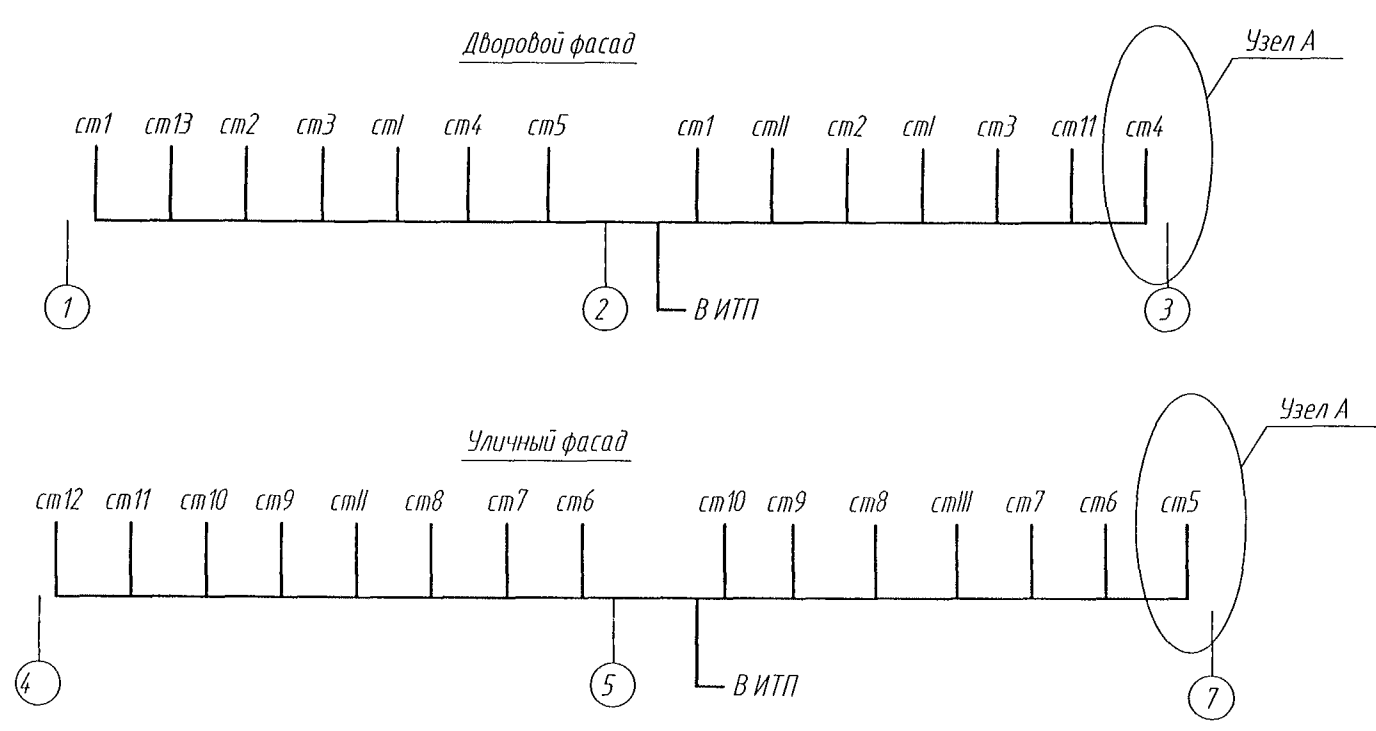 Дворовой фасад
Узел А
ст1 ст13 ст2 ст3 стI ст4 ст5 ст1 стII ст2 стI ст3 ст11 ст4
1 2 В ИТП 3
Узел А
Уличный фасад
ст12 ст11 ст10 ст9 стII ст8 ст7 ст6 ст10 ст9 ст8 стIII ст7 ст6 ст5
4 5 В ИТП 7